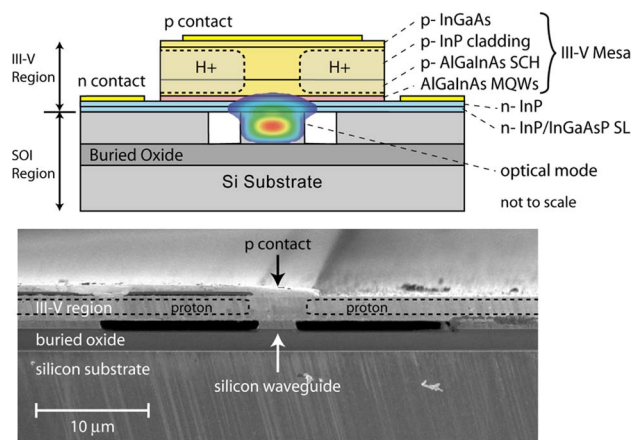 p contact
p- InGaAs
p- InP cladding
p- AlGaInAs SCH
AlGaInAs MQWs
III-V Mesa
III-V
Region
n contact
H+
H+
n- InP
n- InP/InGaAsP SL
SOI
Region
Buried Oxide
optical mode
Si Substrate
not to scale
p contact
III-V region
proton
proton
buried oxide
silicon substrate
silicon waveguide
10 μm